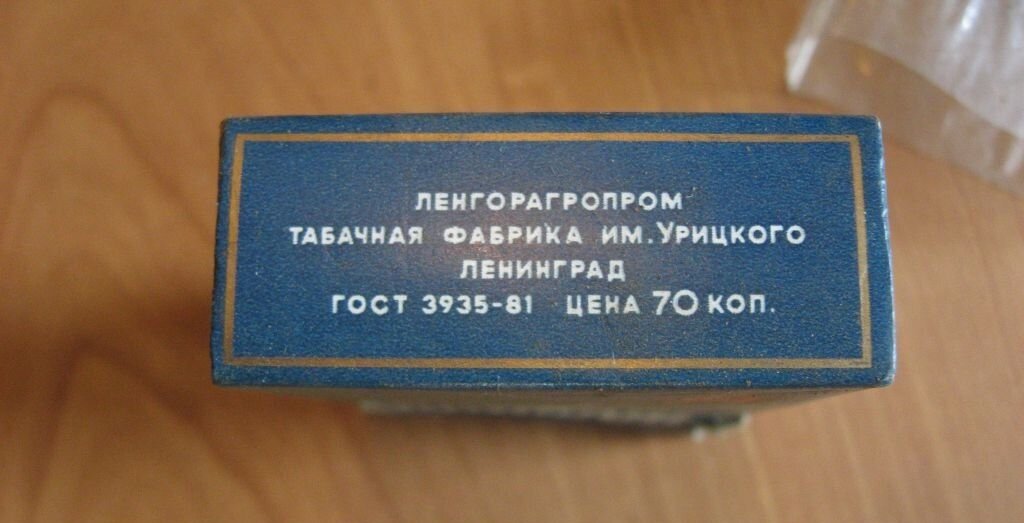 ЛЕНГОРАГРОПРОМ
ТАБАЧНАЯ ФАБРИКА ИМ. УРИЦКОГО
ЛЕНИНГРАД
ГОСТ 3935-81 ЦЕНА 70 КОП.